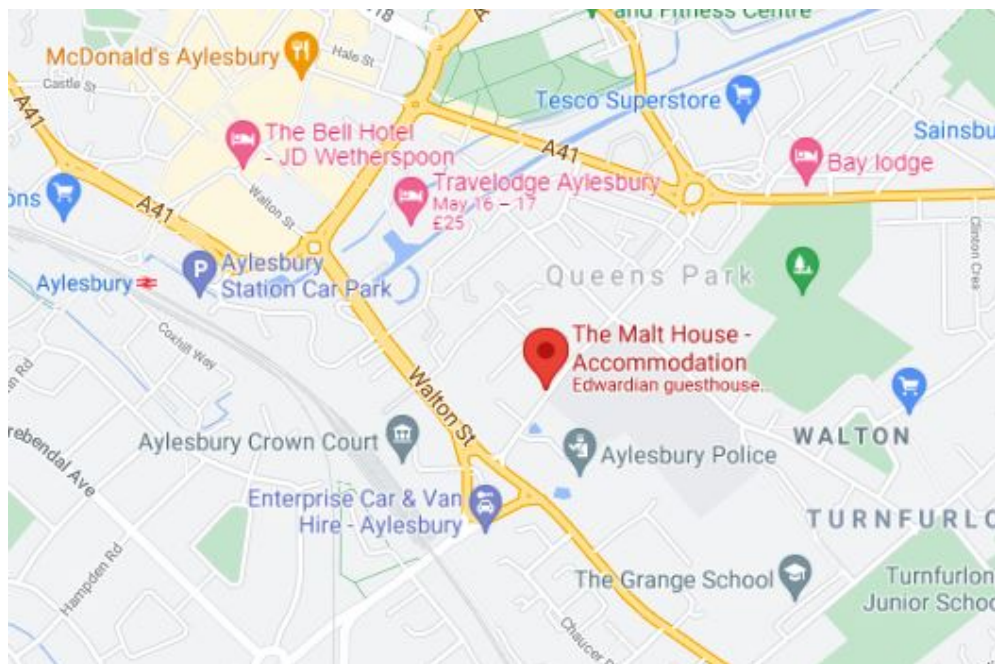 and Fitness Centre
McDonald's Aylesbury
Hale St
Castle St
A41
Tesco Superstore
The Bell Hotel
- JD Wetherspoon
A41
Sainsbu
Bay lodge
Travelodge Aylesbury
May 16 – 17
£25
ons
Walton St
A41
Clinton Cres
Aylesbury
Station Car Park
Queens Park
Aylesbury
Coxhill Way
The Malt House -
Accommodation
Edwardian guesthouse...
Walton St
Aylesbury Crown Court
WALTON
Aylesbury Police
rebendal Ave
Enterprise Car & Van
Hire - Aylesbury
TURNFURLO
Hampden Rd
The Grange School
Turnfurlon
Junior Schoo
Chaucer